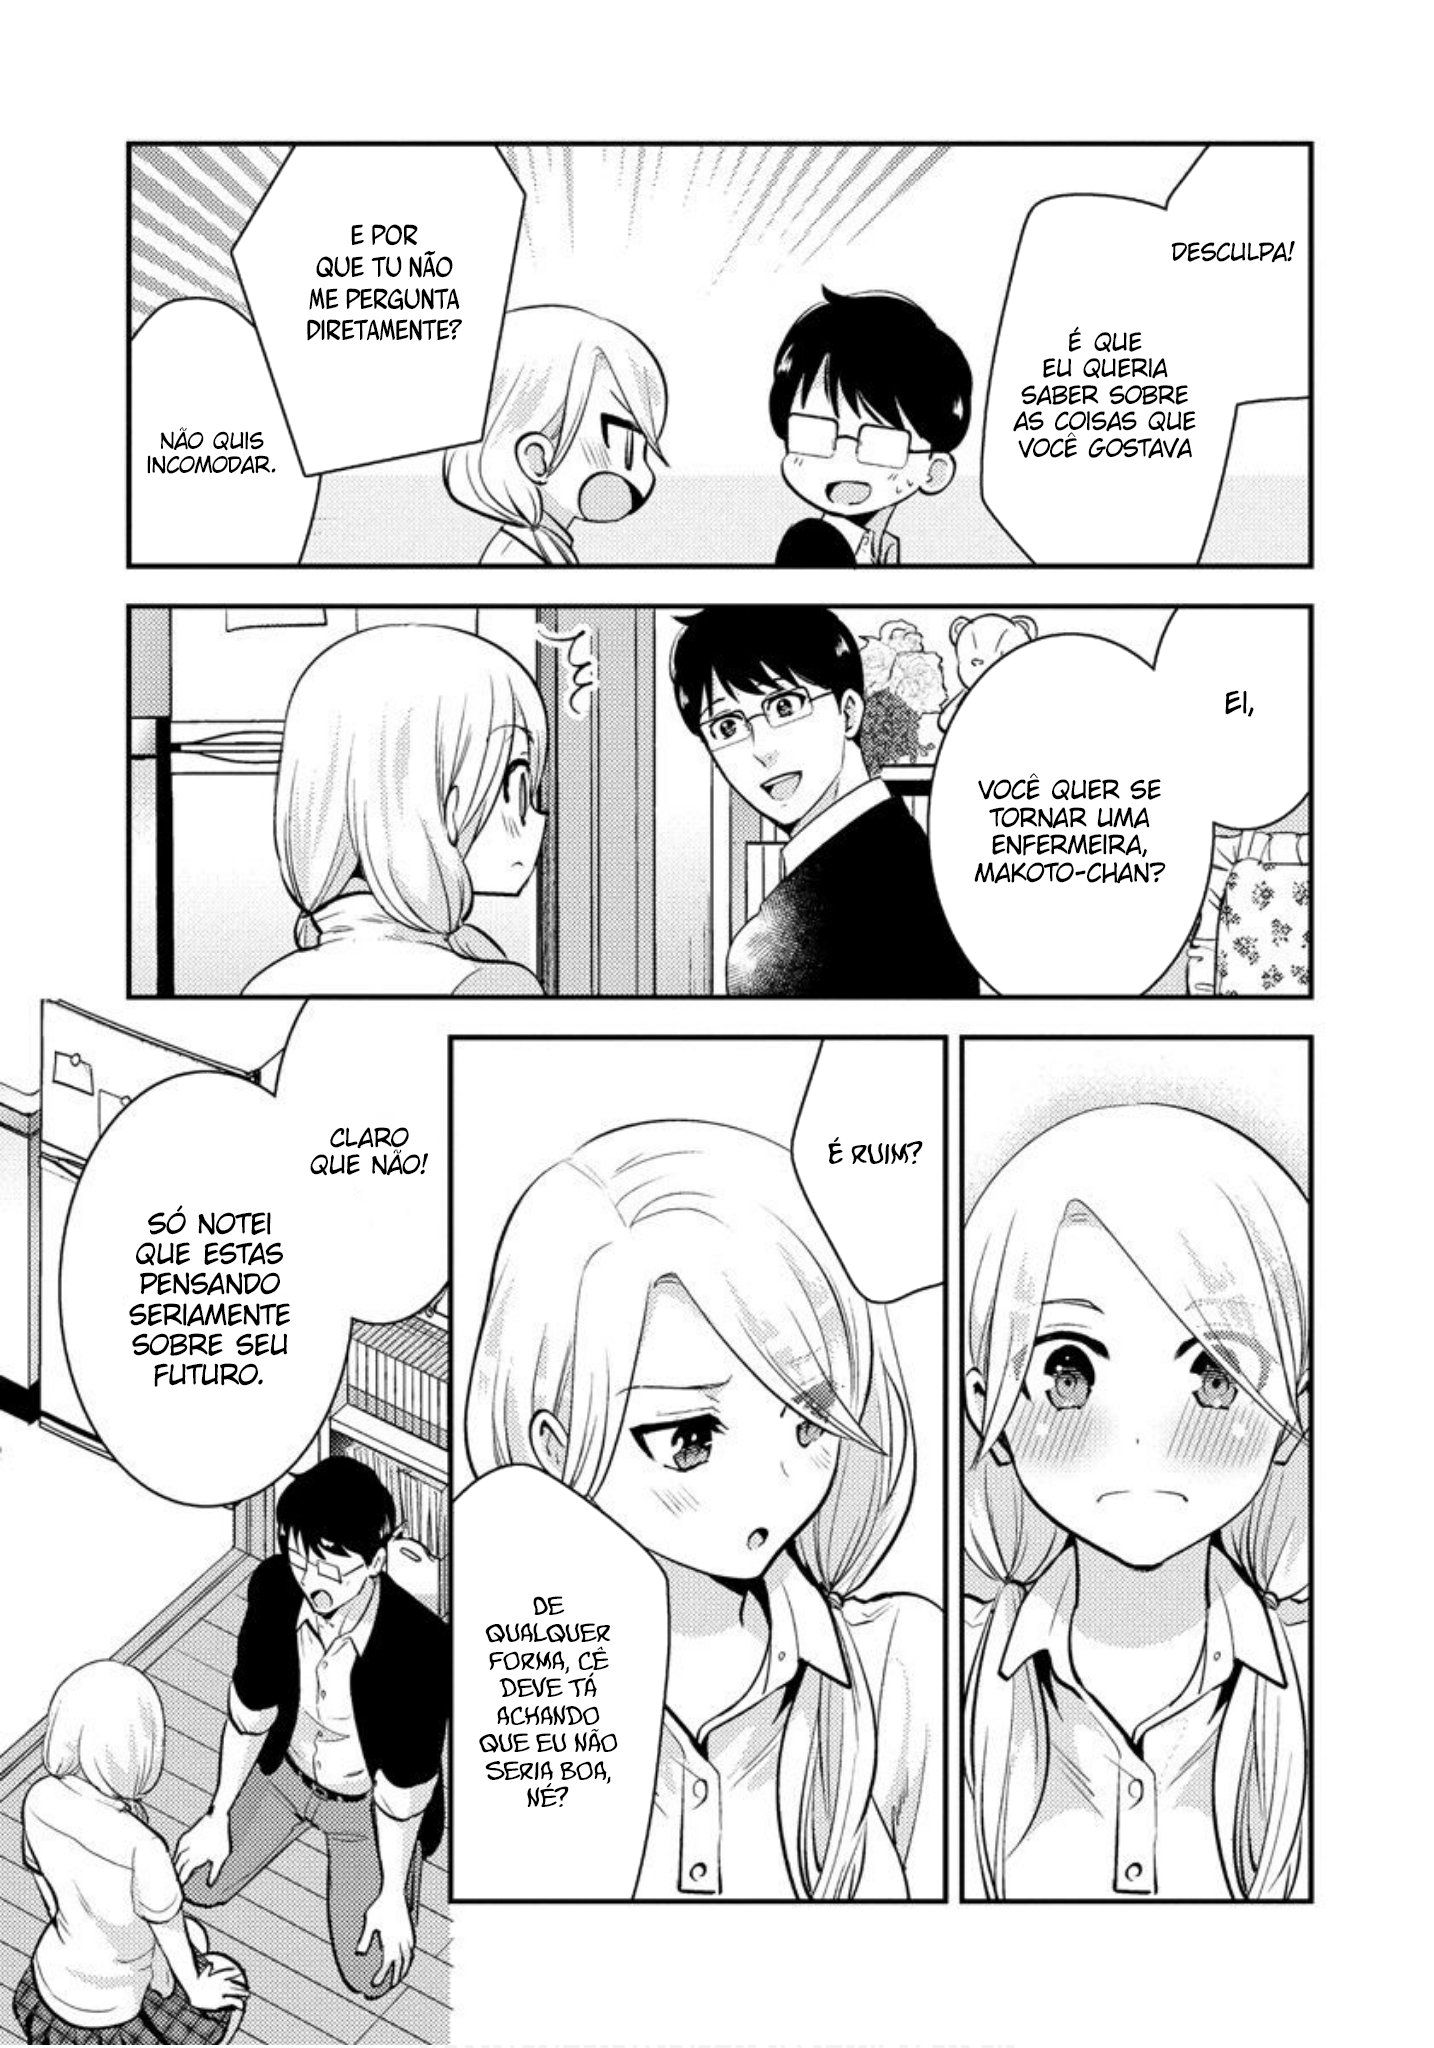 DESCULPA!
É QUE
EU QUERIA
SABER SOBRE
AS COISAS QUE
VOCÊ GOSTAVA
E POR
QUE TU NÃO
ME PERGUNTA
DIRETAMENTE?
NÃO QUIS
INCOMODAR.
EI,
VOCÊ QUER SE
TORNAR UMA
ENFERMEIRA,
MAKOTO-CHAN?
É RUIM?
DE
QUALQUER
FORMA, CÊ
DEVE TÁ
ACHANDO
QUE EU NÃO
SERIA BOA,
NÉ?
CLARO
QUE NÃO!
SÓ NOTEI
QUE ESTAS
PENSANDO
SERIAMENTE
SOBRE SEU
FUTURO.